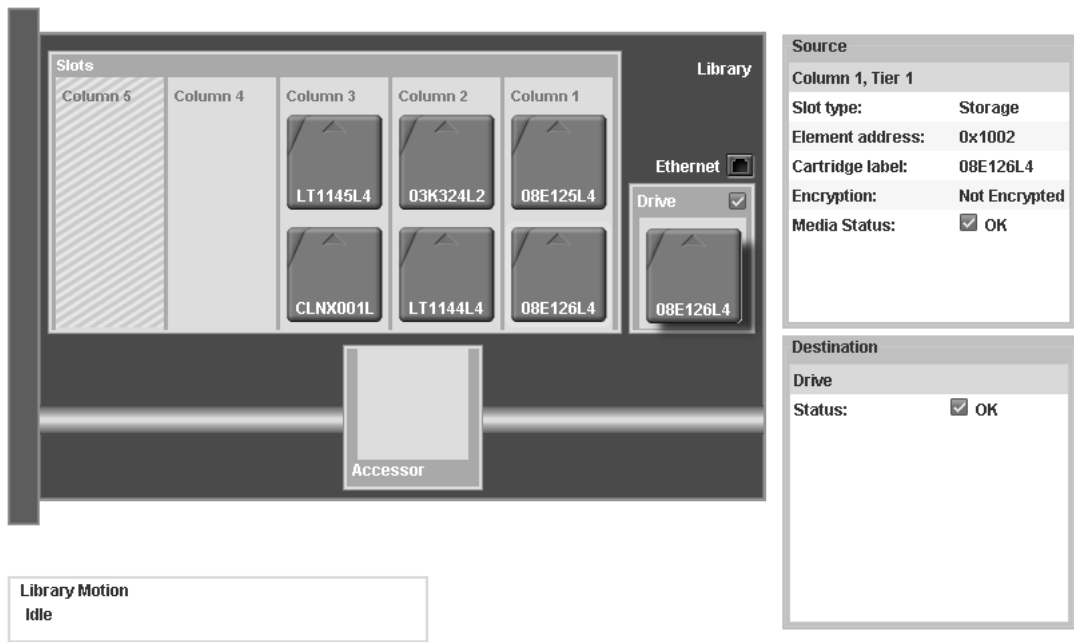 Slots
Library
Column 5 Column 4 Column 3 Column 2 Column 1
LT1145L4 03K324L2 08E125L4
Ethernet
Drive
CLNX001L LT1144L4 08E126L4 08E126L4
Accessor
Library Motion
Idle
Source
Column 1, Tier 1
Slot type: Storage
Element address: 0x1002
Cartridge label: 08E126L4
Encryption: Not Encrypted
Media Status: OK
Destination
Drive
Status: OK